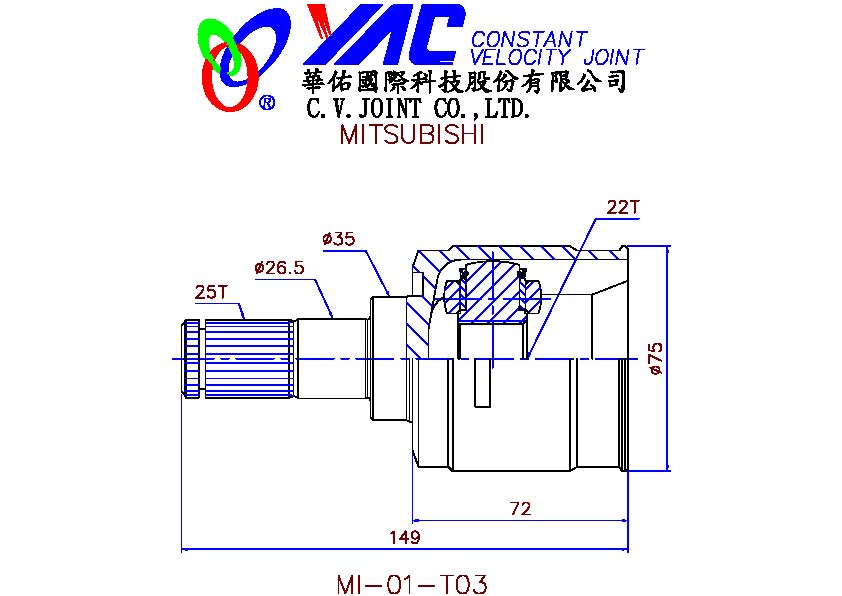 YAC CONSTANT
VELOCITY JOINT
®
華佑國際科技股份有限公司
C.V.JOINT CO.,LTD.
MITSUBISHI
22T
ø35
ø26.5
25T
ø75
72
149
MI-01-T03